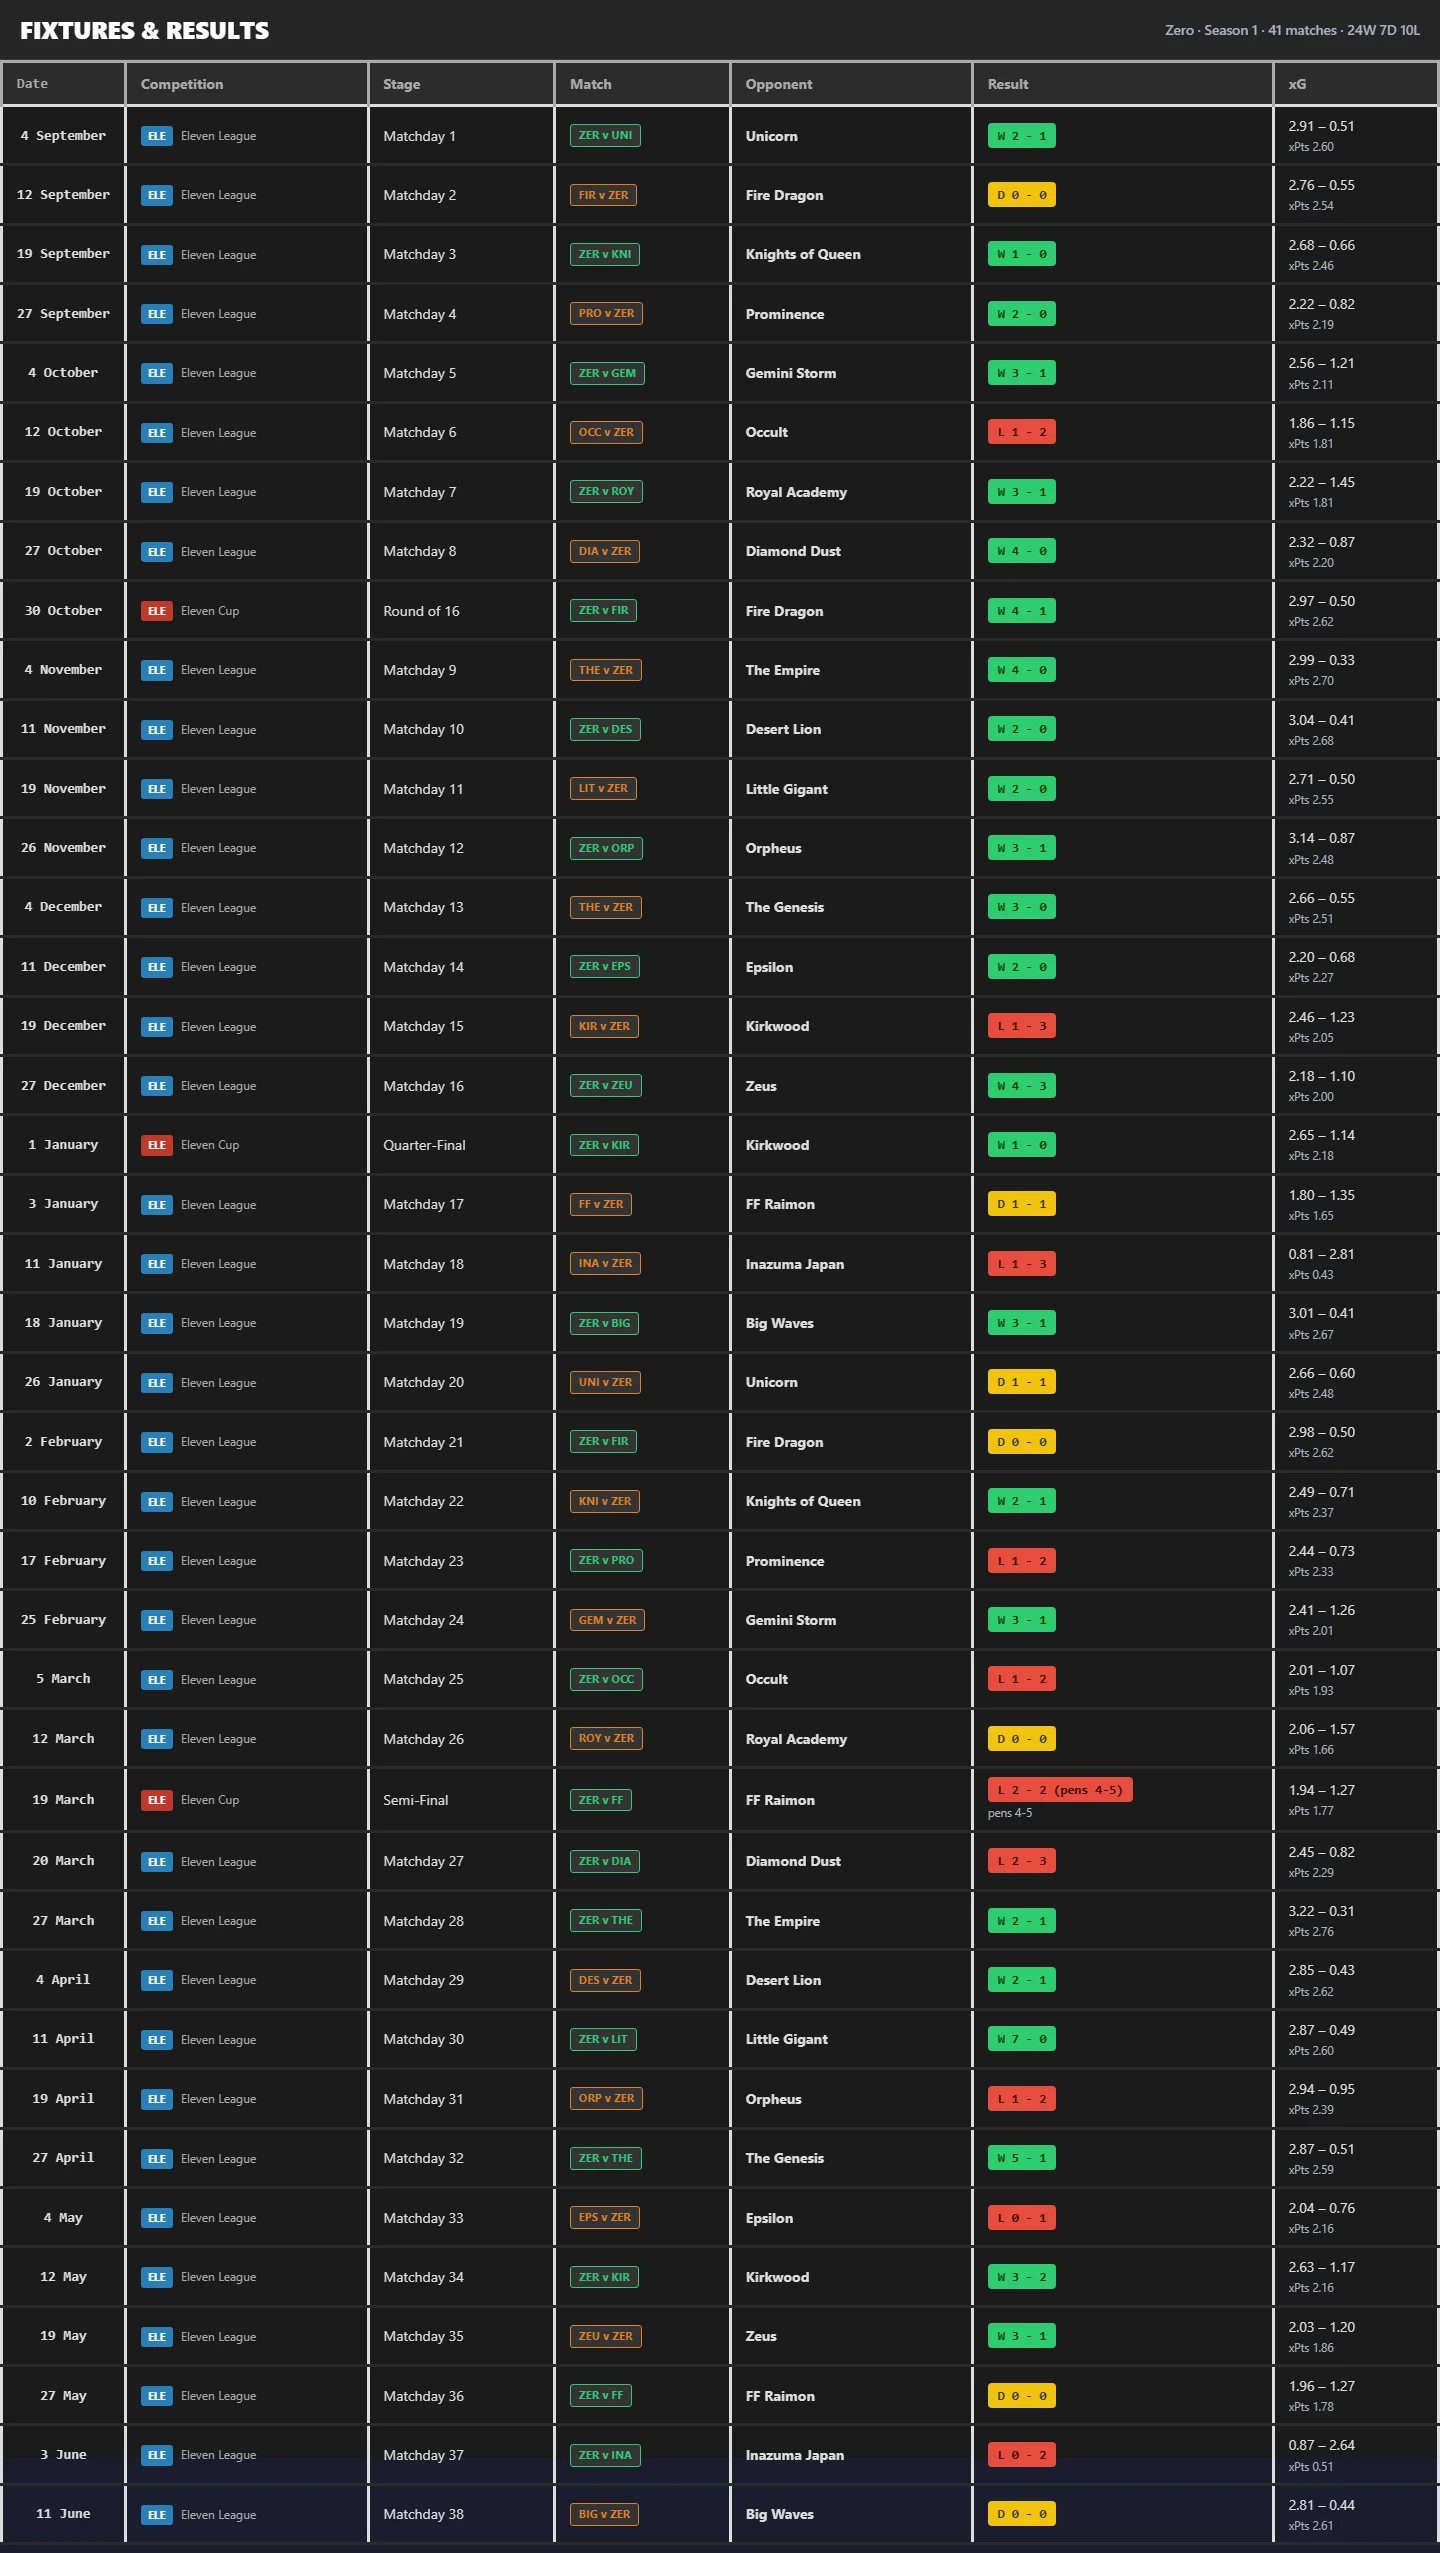 FIXTURES & RESULTS
Zero · Season 1 · 41 matches · 24W 7D 10L
Date Competition Stage Match Opponent Result xG
4 September ELE Eleven League Matchday 1 ZER v UNI Unicorn W 2 - 1 2.91 – 0.51
xPts 2.60
12 September ELE Eleven League Matchday 2 FIR v ZER Fire Dragon D 0 - 0 2.76 – 0.55
xPts 2.54
19 September ELE Eleven League Matchday 3 ZER v KNI Knights of Queen W 1 - 0 2.68 – 0.66
xPts 2.46
27 September ELE Eleven League Matchday 4 PRO v ZER Prominence W 2 - 0 2.22 – 0.82
xPts 2.19
4 October ELE Eleven League Matchday 5 ZER v GEM Gemini Storm W 3 - 1 2.56 – 1.21
xPts 2.11
12 October ELE Eleven League Matchday 6 OCC v ZER Occult L 1 - 2 1.86 – 1.15
xPts 1.81
19 October ELE Eleven League Matchday 7 ZER v ROY Royal Academy W 3 - 1 2.22 – 1.45
xPts 1.81
27 October ELE Eleven League Matchday 8 DIA v ZER Diamond Dust W 4 - 0 2.32 – 0.87
xPts 2.20
30 October ELE Eleven Cup Round of 16 ZER v FIR Fire Dragon W 4 - 1 2.97 – 0.50
xPts 2.62
4 November ELE Eleven League Matchday 9 THE v ZER The Empire W 4 - 0 2.99 – 0.33
xPts 2.70
11 November ELE Eleven League Matchday 10 ZER v DES Desert Lion W 2 - 0 3.04 – 0.41
xPts 2.68
19 November ELE Eleven League Matchday 11 LIT v ZER Little Gigant W 2 - 0 2.71 – 0.50
xPts 2.55
26 November ELE Eleven League Matchday 12 ZER v ORP Orpheus W 3 - 1 3.14 – 0.87
xPts 2.48
4 December ELE Eleven League Matchday 13 THE v ZER The Genesis W 3 - 0 2.66 – 0.55
xPts 2.51
11 December ELE Eleven League Matchday 14 ZER v EPS Epsilon W 2 - 0 2.20 – 0.68
xPts 2.27
19 December ELE Eleven League Matchday 15 KIR v ZER Kirkwood L 1 - 3 2.46 – 1.23
xPts 2.05
27 December ELE Eleven League Matchday 16 ZER v ZEU Zeus W 4 - 3 2.18 – 1.10
xPts 2.00
1 January ELE Eleven Cup Quarter-Final ZER v KIR Kirkwood W 1 - 0 2.65 – 1.14
xPts 2.18
3 January ELE Eleven League Matchday 17 FF v ZER FF Raimon D 1 - 1 1.80 – 1.35
xPts 1.65
11 January ELE Eleven League Matchday 18 INA v ZER Inazuma Japan L 1 - 3 0.81 – 2.81
xPts 0.43
18 January ELE Eleven League Matchday 19 ZER v BIG Big Waves W 3 - 1 3.01 – 0.41
xPts 2.67
26 January ELE Eleven League Matchday 20 UNI v ZER Unicorn D 1 - 1 2.66 – 0.60
xPts 2.48
2 February ELE Eleven League Matchday 21 ZER v FIR Fire Dragon D 0 - 0 2.98 – 0.50
xPts 2.62
10 February ELE Eleven League Matchday 22 KNI v ZER Knights of Queen W 2 - 1 2.49 – 0.71
xPts 2.37
17 February ELE Eleven League Matchday 23 ZER v PRO Prominence L 1 - 2 2.44 – 0.73
xPts 2.33
25 February ELE Eleven League Matchday 24 GEM v ZER Gemini Storm W 3 - 1 2.41 – 1.26
xPts 2.01
5 March ELE Eleven League Matchday 25 ZER v OCC Occult L 1 - 2 2.01 – 1.07
xPts 1.93
12 March ELE Eleven League Matchday 26 ROY v ZER Royal Academy D 0 - 0 2.06 – 1.57
xPts 1.66
19 March ELE Eleven Cup Semi-Final ZER v FF FF Raimon L 2 - 2 (pens 4-5) 1.94 – 1.27
pens 4-5 xPts 1.77
20 March ELE Eleven League Matchday 27 ZER v DIA Diamond Dust L 2 - 3 2.45 – 0.82
xPts 2.29
27 March ELE Eleven League Matchday 28 ZER v THE The Empire W 2 - 1 3.22 – 0.31
xPts 2.76
4 April ELE Eleven League Matchday 29 DES v ZER Desert Lion W 2 - 1 2.85 – 0.43
xPts 2.62
11 April ELE Eleven League Matchday 30 ZER v LIT Little Gigant W 7 - 0 2.87 – 0.49
xPts 2.60
19 April ELE Eleven League Matchday 31 ORP v ZER Orpheus L 1 - 2 2.94 – 0.95
xPts 2.39
27 April ELE Eleven League Matchday 32 ZER v THE The Genesis W 5 - 1 2.87 – 0.51
xPts 2.59
4 May ELE Eleven League Matchday 33 EPS v ZER Epsilon L 0 - 1 2.04 – 0.76
xPts 2.16
12 May ELE Eleven League Matchday 34 ZER v KIR Kirkwood W 3 - 2 2.63 – 1.17
xPts 2.16
19 May ELE Eleven League Matchday 35 ZEU v ZER Zeus W 3 - 1 2.03 – 1.20
xPts 1.86
27 May ELE Eleven League Matchday 36 ZER v FF FF Raimon D 0 - 0 1.96 – 1.27
xPts 1.78
3 June ELE Eleven League Matchday 37 ZER v INA Inazuma Japan L 0 - 2 0.87 – 2.64
xPts 0.51
11 June ELE Eleven League Matchday 38 BIG v ZER Big Waves D 0 - 0 2.81 – 0.44
xPts 2.61